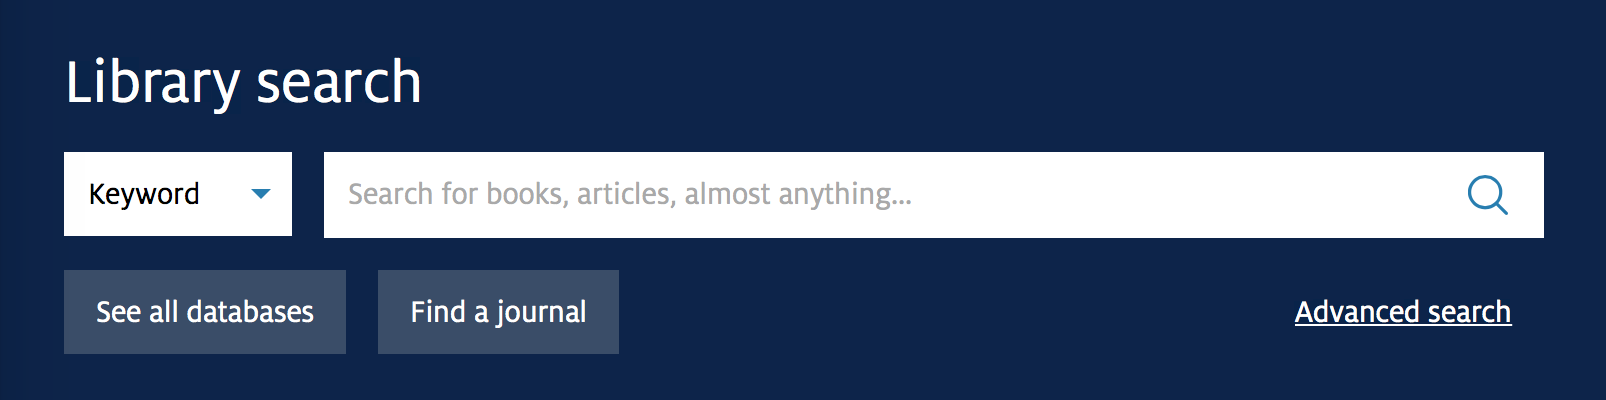 Library search
Keyword
Search for books, articles, almost anything...
See all databases
Find a journal
Advanced search